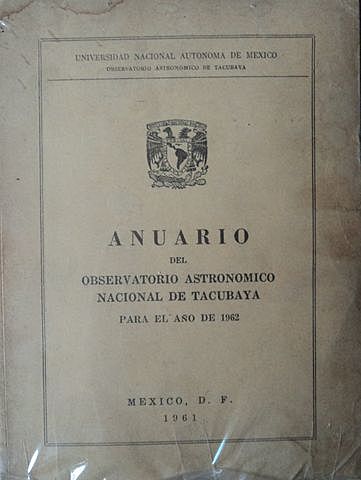 UNIVERSIDAD NACIONAL AUTONOMA DE MEXICO
OBSERVATORIO ASTRONOMICO DE TACUBAYA
ANUARIO
DEL
OBSERVATORIO ASTRONOMICO
NACIONAL DE TACUBAYA
PARA EL AÑO DE 1962
MEXICO, D. F.
1961